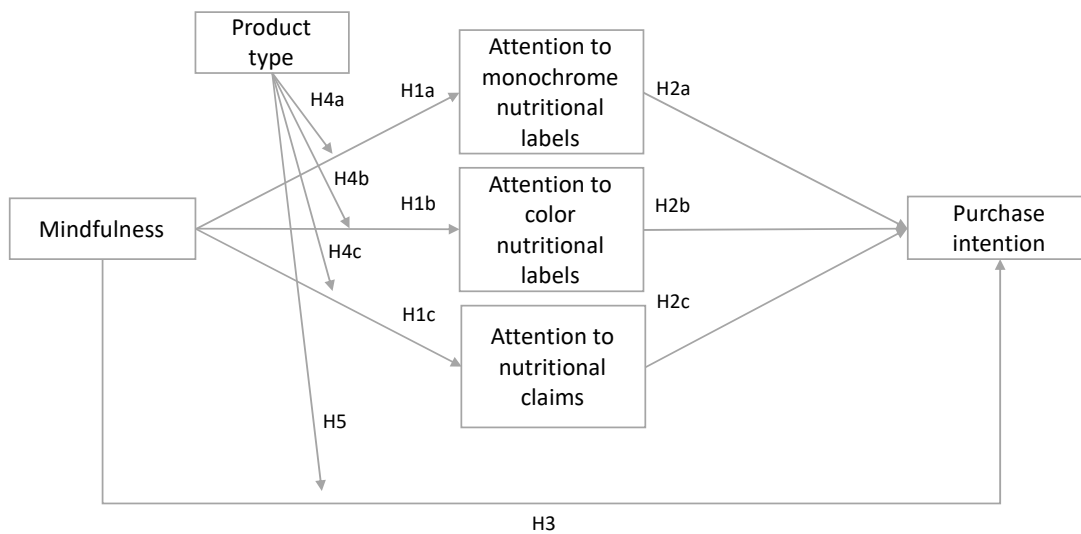 Product
type
Attention to
monochrome
nutritional
labels
H1a
H2a
H4a
H4b
Attention to
color
nutritional
labels
H1b
H2b
Mindfulness
Purchase
intention
H4c
H1c
H2c
Attention to
nutritional
claims
H5
H3